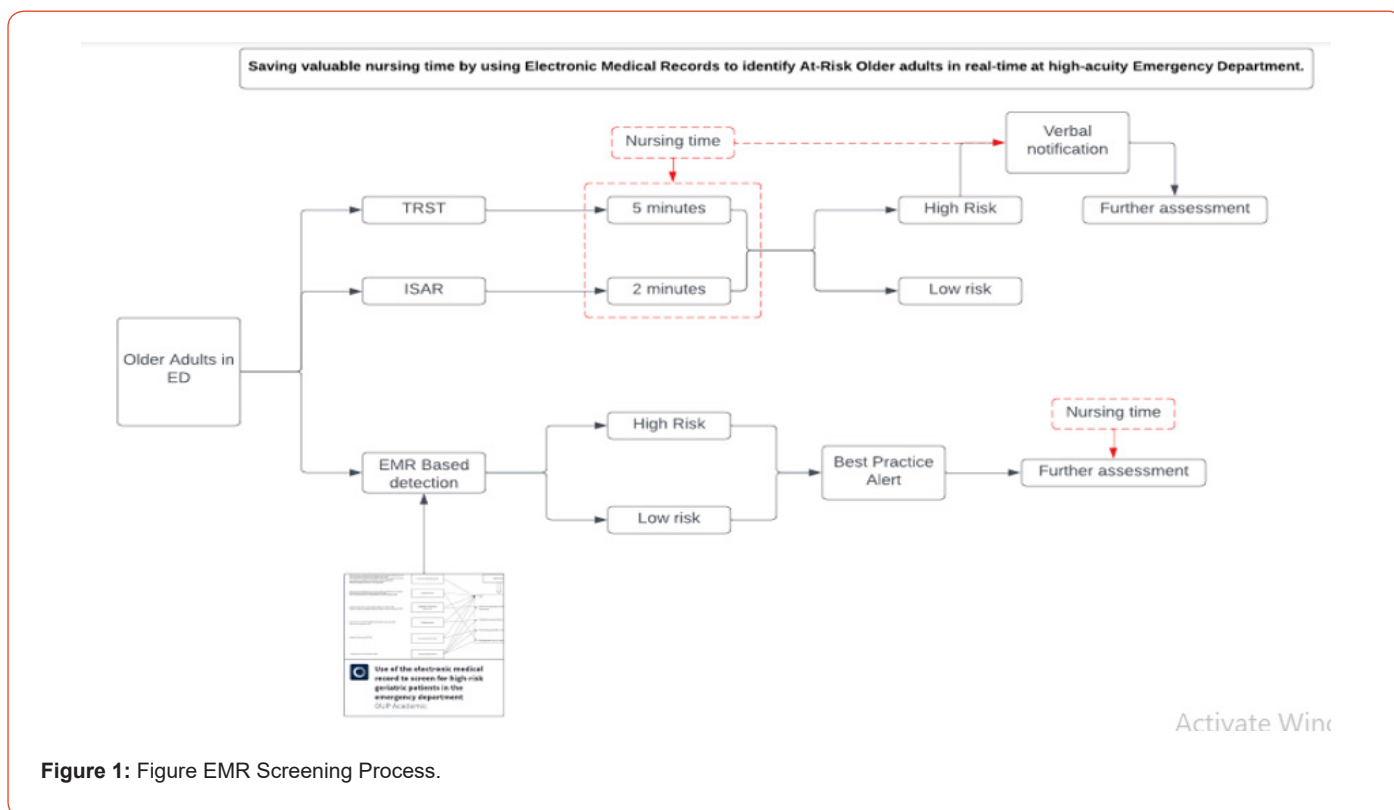 Saving valuable nursing time by using Electronic Medical Records to identify At-Risk Older adults in real-time at high-acuity Emergency Department.
Verbal
notification
Nursing time
TRST
5 minutes
High Risk
Further assessment
ISAR
2 minutes
Low risk
Older Adults in
ED
Nursing time
High Risk
EMR Based
detection
Best Practice
Alert
Further assessment
Low risk
Use of the electronic medical
record to screen for high-risk
geriatric patients in the
emergency department
OUP Academic
Activate Winc
Figure 1: Figure EMR Screening Process.